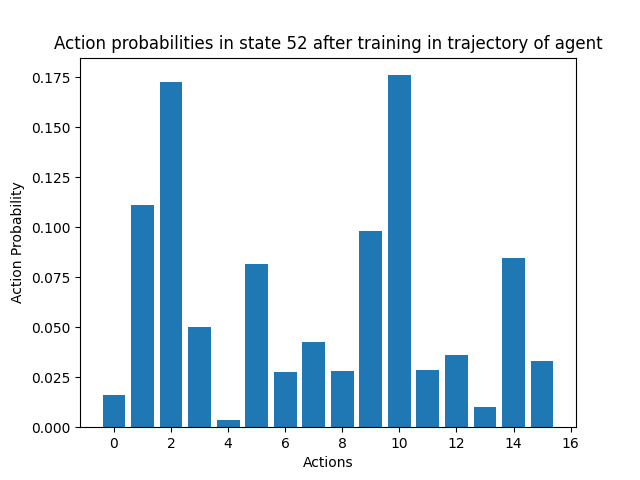 Action probabilities in state 52 after training in trajectory of agent
0.175
0.150
0.125
0.100
0.075
0.050
0.025
0.000
Action Probability
0 2 4 6 8 10 12 14 16
Actions